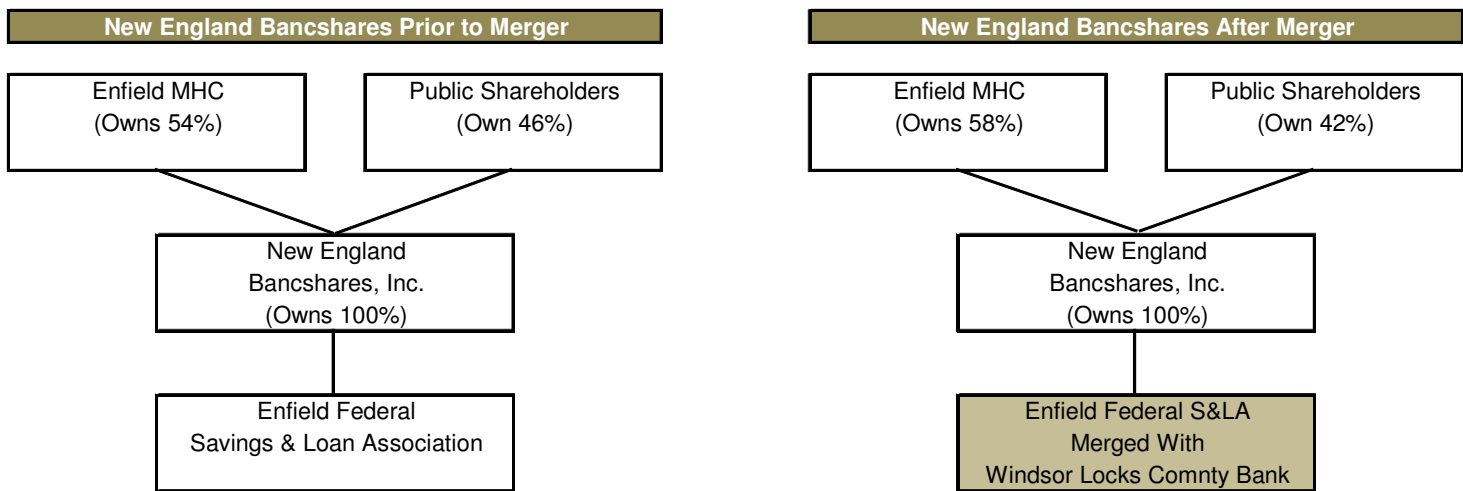 New England Bancshares Prior to Merger
Enfield MHC
(Owns 54%)
Public Shareholders
(Own 46%)
New England
Bancshares, Inc.
(Owns 100%)
Enfield Federal
Savings & Loan Association
New England Bancshares After Merger
Enfield MHC
(Owns 58%)
Public Shareholders
(Own 42%)
New England
Bancshares, Inc.
(Owns 100%)
Enfield Federal S&LA
Merged With
Windsor Locks Comnty Bank